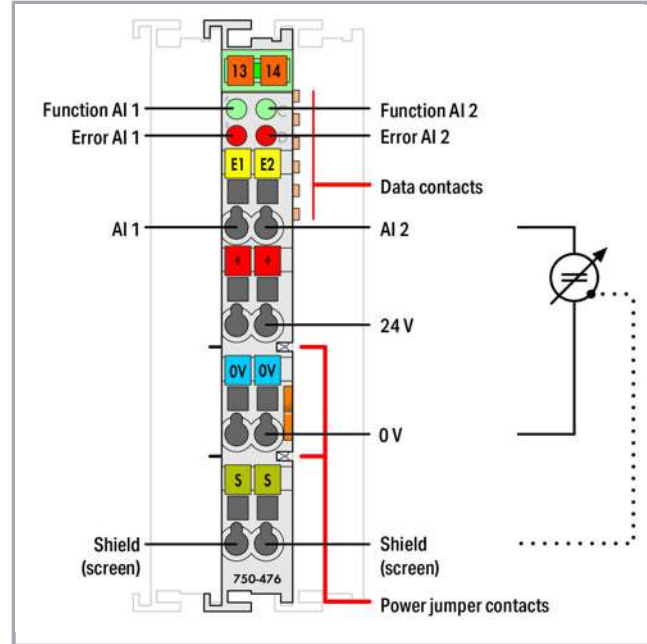 13 14
Function AI 1
Function AI 2
Error AI 1
Error AI 2
E1 E2
Data contacts
AI 1
AI 2
+ +
24 V
0V 0V
0 V
S S
Shield
(screen)
Shield
(screen)
750-476
Power jumper contacts